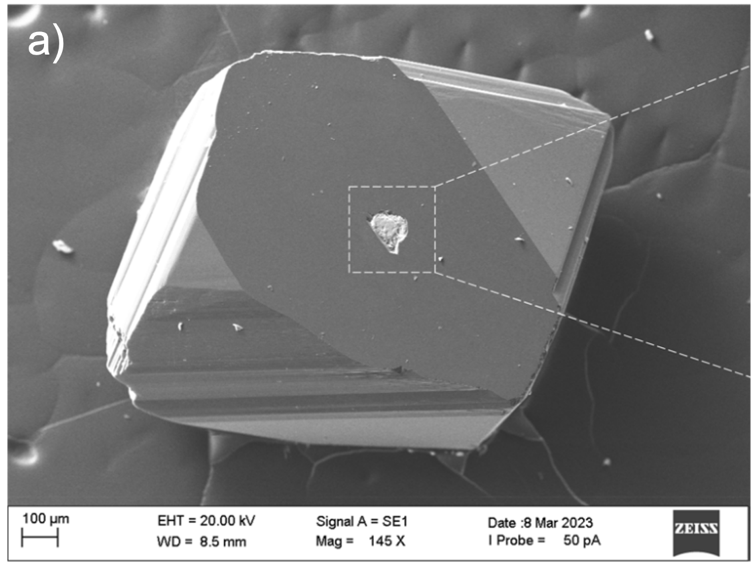 a)
100 µm
EHT = 20.00 kV
Signal A = SE1
Date :8 Mar 2023
ZEISS
WD = 8.5 mm
Mag = 145 X
I Probe = 50 pA